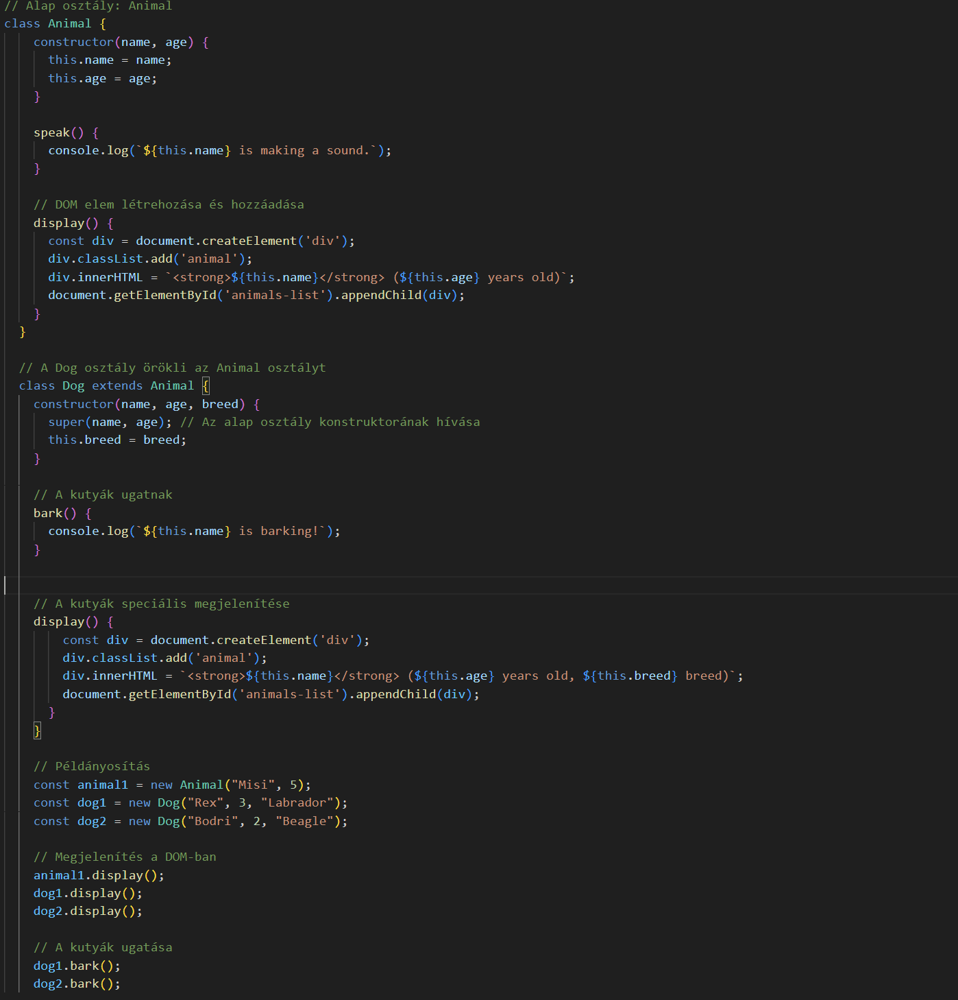 // Alap osztály: Animal
class Animal {
constructor(name, age) {
this.name = name;
this.age = age;
}
speak() {
console.log(`${this.name} is making a sound.`);
}
// DOM elem létrehozása és hozzáadása
display() {
const div = document.createElement('div');
div.classList.add('animal');
div.innerHTML = `<strong>${this.name}</strong> (${this.age} years old)`;
document.getElementById('animals-list').appendChild(div);
}
}
// A Dog osztály örökli az Animal osztályt
class Dog extends Animal {
constructor(name, age, breed) {
super(name, age); // Az alap osztály konstruktorának hívása
this.breed = breed;
}
// A kutyák ugatnak
bark() {
console.log(`${this.name} is barking!`);
}
// A kutyák speciális megjelenítése
display() {
const div = document.createElement('div');
div.classList.add('animal');
div.innerHTML = `<strong>${this.name}</strong> (${this.age} years old, ${this.breed} breed)`;
document.getElementById('animals-list').appendChild(div);
}
}
// Példányosítás
const animal1 = new Animal("Misi", 5);
const dog1 = new Dog("Rex", 3, "Labrador");
const dog2 = new Dog("Bodri", 2, "Beagle");
// Megjelenítés a DOM-ban
animal1.display();
dog1.display();
dog2.display();
// A kutyák ugatása
dog1.bark();
dog2.bark();